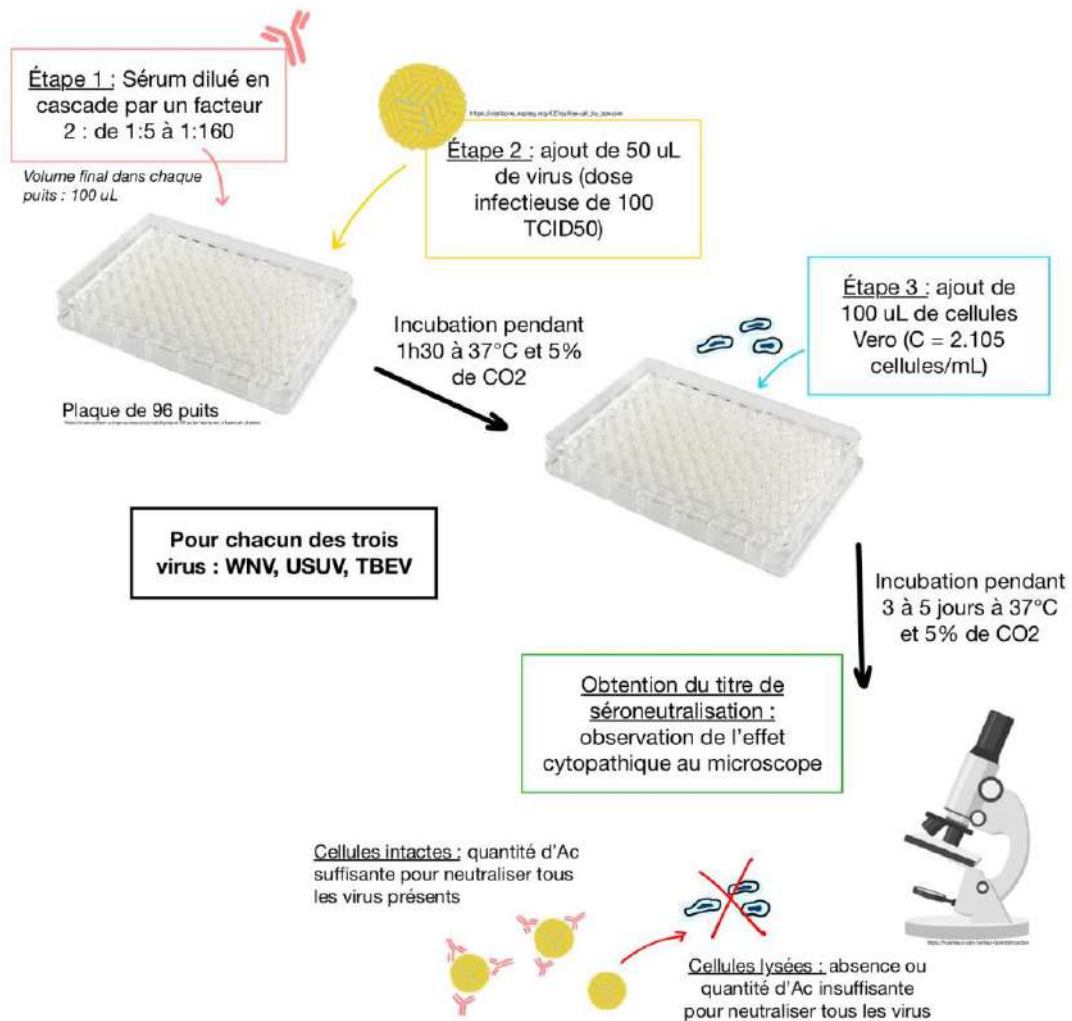 Étape 1 : Sérum dilué en
cascade par un facteur
2 : de 1:5 à 1:160
Volume final dans chaque
puits : 100 uL
Étape 2 : ajout de 50 uL
de virus (dose
infectieuse de 100
TCID50)
Étape 3 : ajout de
100 uL de cellules
Vero (C = 2.105
cellules/mL)
Incubation pendant
1h30 à 37°C et 5%
de CO2
Plaque de 96 puits
Pour chacun des trois
virus : WNV, USUV, TBEV
Incubation pendant
3 à 5 jours à 37°C
et 5% de CO2
Obtention du titre de
séroneutralisation :
observation de l'effet
cytopathique au microscope
Cellules intactes : quantité d'Ac
suffisante pour neutraliser tous
les virus présents
Cellules lysées : absence ou
quantité d'Ac insuffisante
pour neutraliser tous les virus